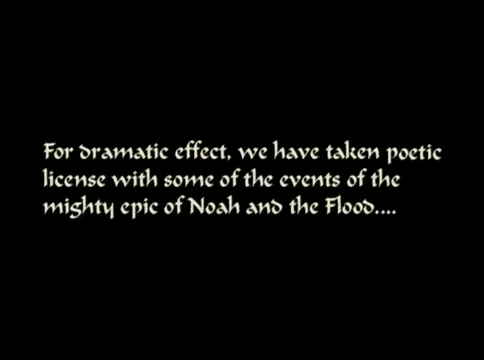 For dramatic effect, we have taken poetic
license with some of the events of the
mighty epic of Noah and the Flood....